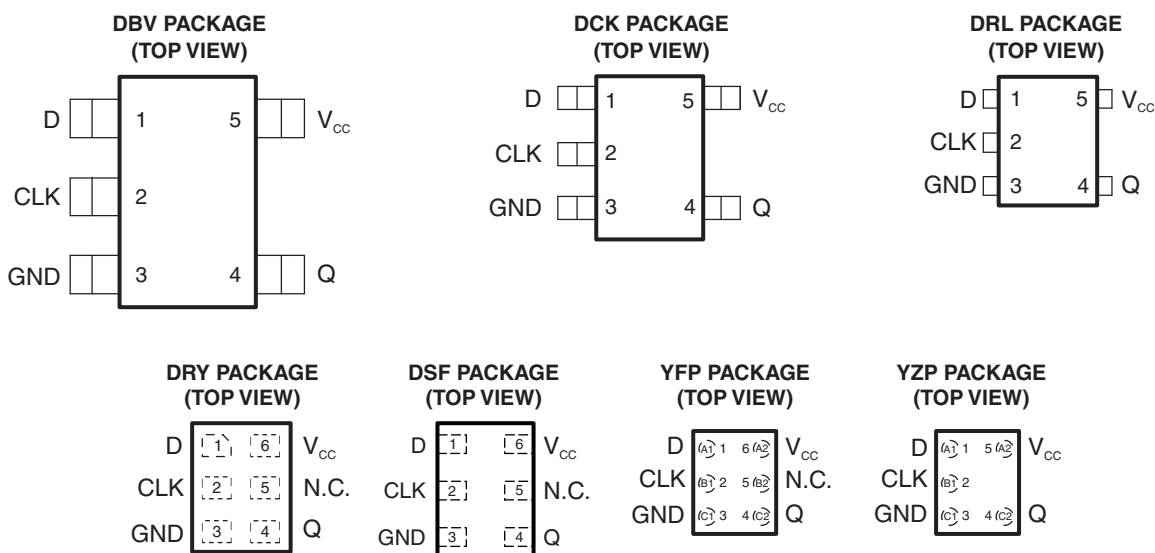 DBV PACKAGE
(TOP VIEW)
D 1 5 VCC
CLK 2
GND 3 4 Q
DCK PACKAGE
(TOP VIEW)
D 1 5 VCC
CLK 2
GND 3 4 Q
DRL PACKAGE
(TOP VIEW)
D 1 5 VCC
CLK 2
GND 3 4 Q
DRY PACKAGE
(TOP VIEW)
D 1 6 VCC
CLK 2 5 N.C.
GND 3 4 Q
DSF PACKAGE
(TOP VIEW)
D 1 6 VCC
CLK 2 5 N.C.
GND 3 4 Q
YFP PACKAGE
(TOP VIEW)
D A1 1 6 A2 VCC
CLK B1 2 5 B2 N.C.
GND C1 3 4 C2 Q
YZP PACKAGE
(TOP VIEW)
D A1 1 5 A2 VCC
CLK B1 2
GND C1 3 4 C2 Q